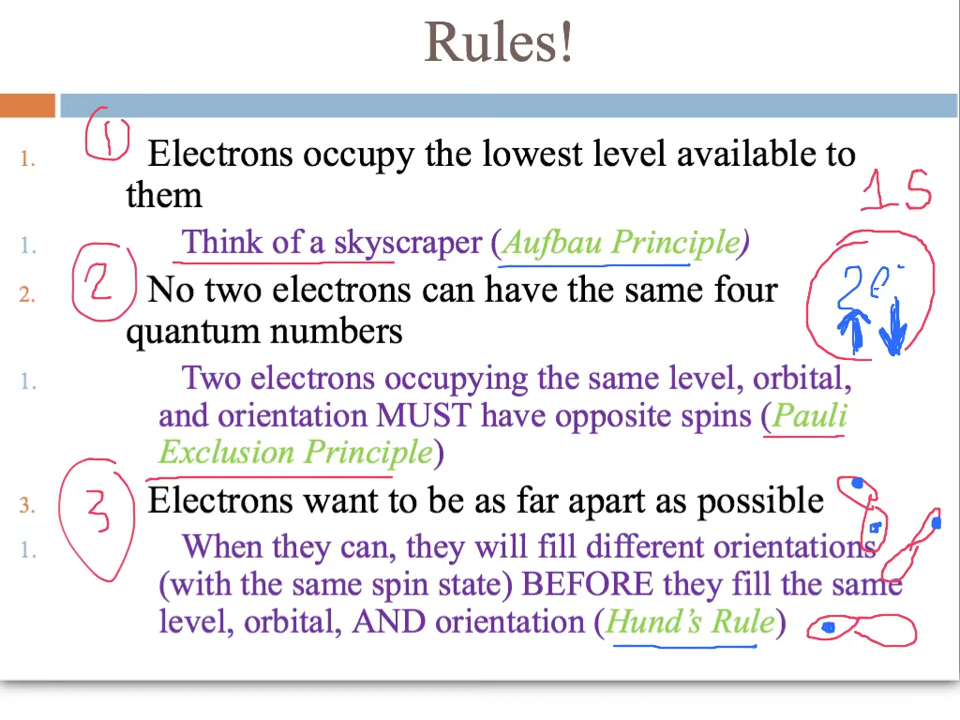 Rules!
1. ① Electrons occupy the lowest level available to
1S
them
1. Think of a skyscraper (Aufbau Principle)
2e-
2. 2 No two electrons can have the same four
quantum numbers
1. Two electrons occupying the same level, orbital,
and orientation MUST have opposite spins (Pauli
Exclusion Principle)
3. 3 Electrons want to be as far apart as possible
1. When they can, they will fill different orientations
(with the same spin state) BEFORE they fill the same
level, orbital, AND orientation (Hund’s Rule)